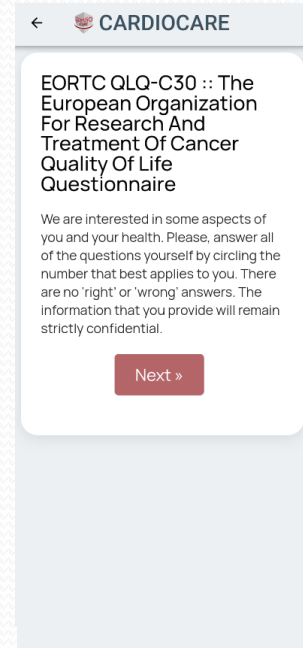 ← CARDIOCARE
EORTC QLQ-C30 :: The
European Organization
For Research And
Treatment Of Cancer
Quality Of Life
Questionnaire
We are interested in some aspects of
you and your health. Please, answer all
of the questions yourself by circling the
number that best applies to you. There
are no 'right' or 'wrong' answers. The
information that you provide will remain
strictly confidential.
Next »